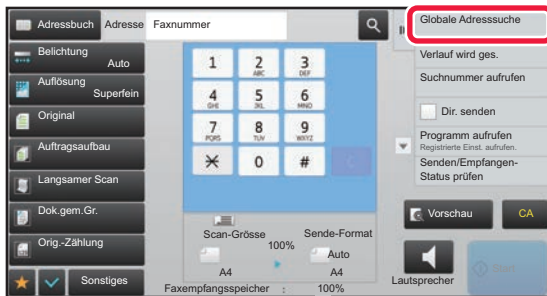 Adressbuch
Adresse
Faxnummer
Belichtung
Auto
Auflösung
Superfein
Original
Auftragsaufbau
Langsamer Scan
Dok.gem.Gr.
Orig.-Zählung
Sonstiges
1
2 ABC
3 DEF
4 GHI
5 JKL
6 MNO
7 PQRS
8 TUV
9 WXYZ
0
#
C
Scan-Grösse
100%
Sende-Format
Auto
A4
A4
Faxempfangsspeicher : 100%
Globale Adresssuche
Verlauf wird ges.
Suchnummer aufrufen
Dir. senden
Programm aufrufen
Registrierte Einst. aufrufen.
Senden/Empfangen-
Status prüfen
Vorschau
CA
Lautsprecher
Start